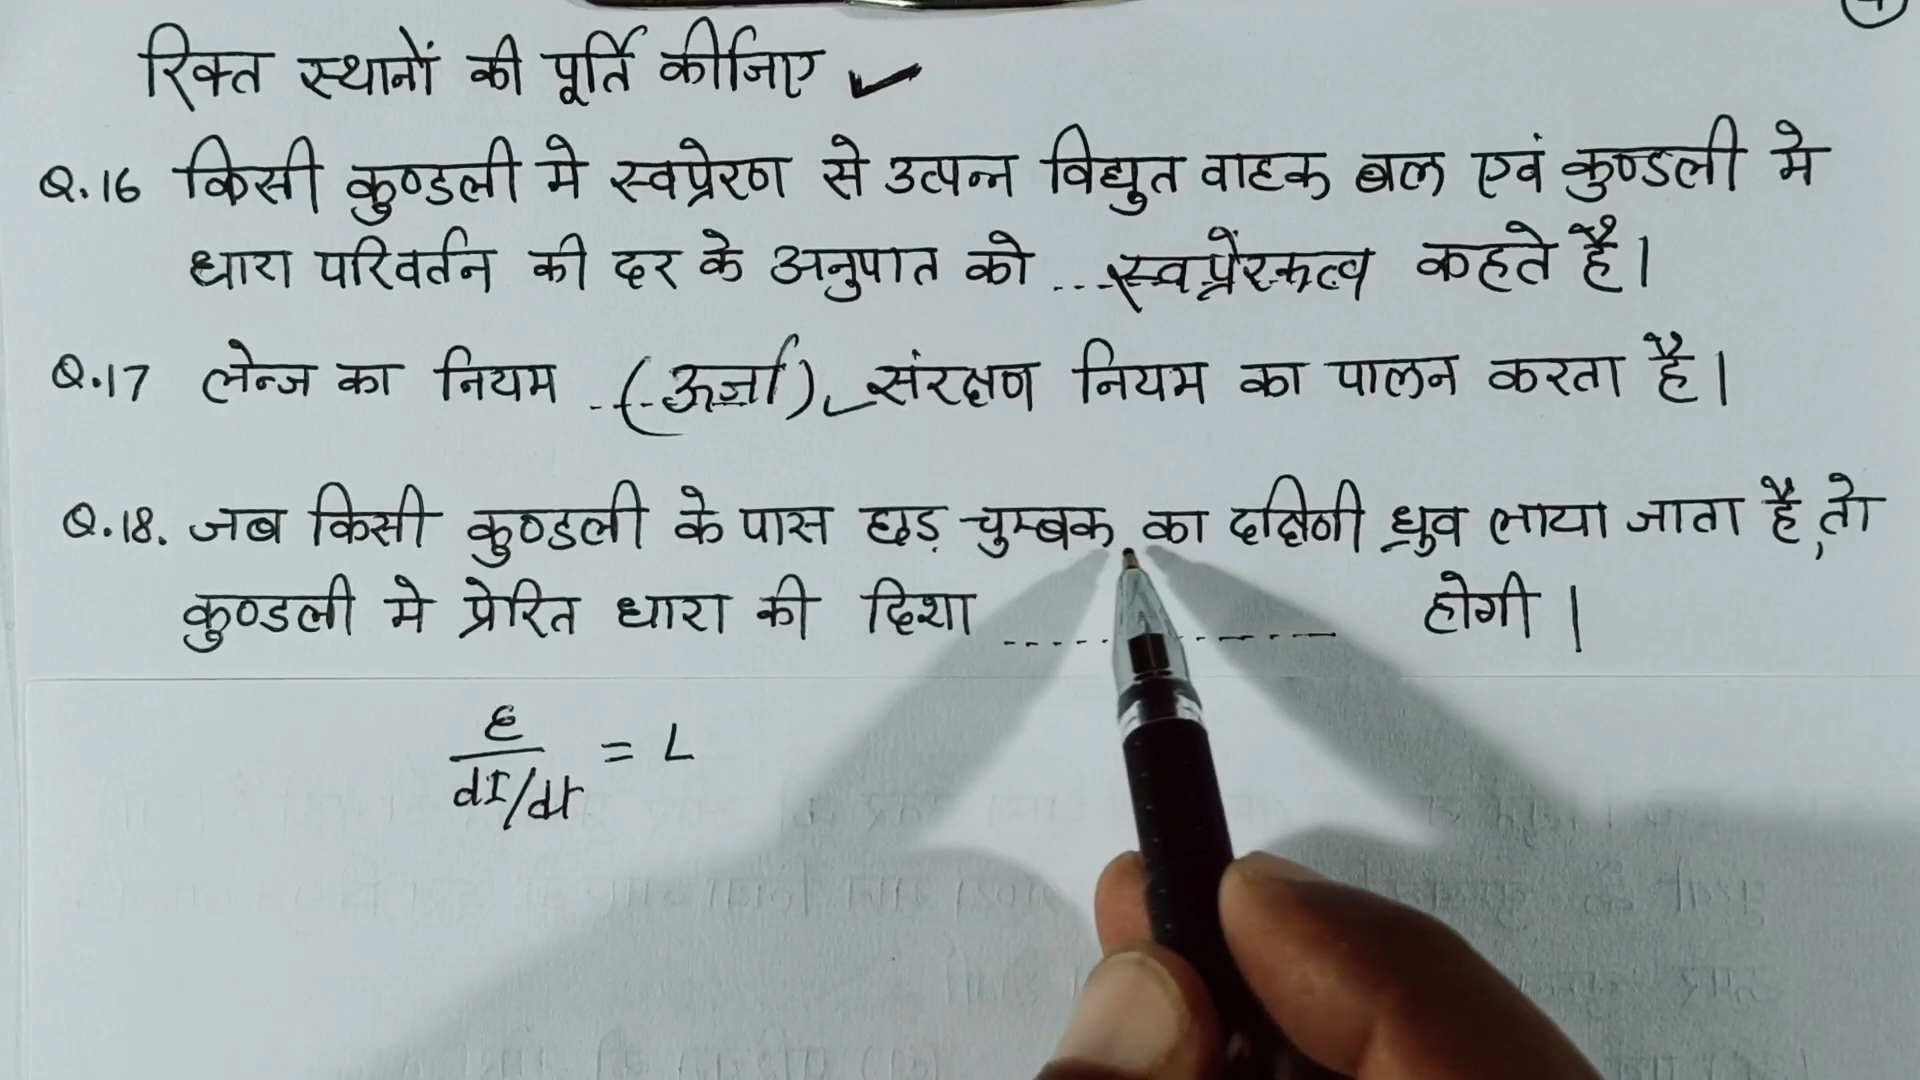 रिक्त स्थानों की पूर्ति कीजिए
Q.16 किसी कुण्डली मे स्वप्रेरण से उत्पन्न विद्युत वाहक बल एवं कुण्डली मे
धारा परिवर्तन की दर के अनुपात को ...स्वप्रेरकत्व कहते है।
Q.17 लेन्ज का नियम ..(ऊर्जा). संरक्षण नियम का पालन करता है।
Q.18. जब किसी कुण्डली के पास छड़ चुम्बक का दक्षिणी ध्रुव लाया जाता है, तो
कुण्डली मे प्रेरित धारा की दिशा .............. होगी |
ε
/ dI/dt = L